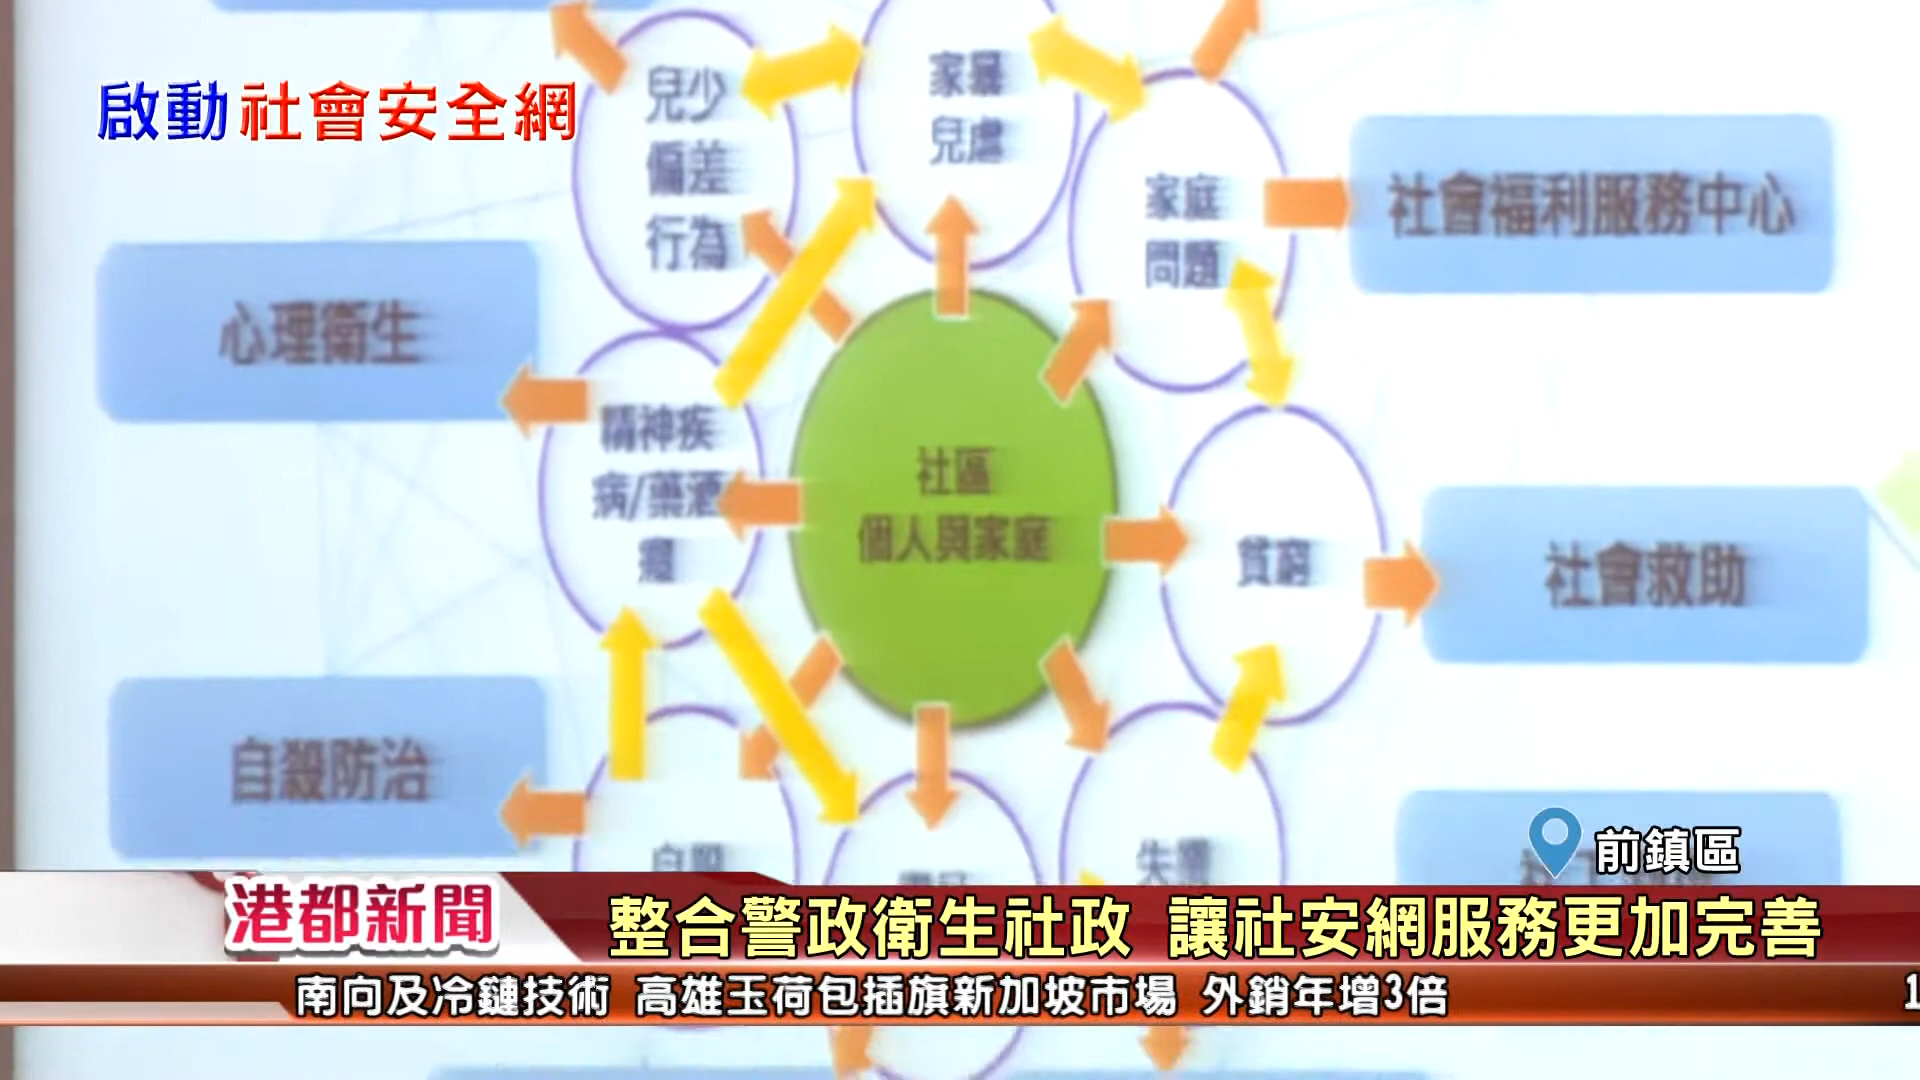 啟動社會安全網
兒少
偏差
行為
家暴
兒虐
家庭
問題
社會福利服務中心
心理衛生
精神疾
病/藥酒
癮
社區
個人與家庭
貧窮
社會救助
自殺防治
自殺
失業
前鎮區
港都新聞
整合警政衛生社政 讓社安網服務更加完善
南向及冷鏈技術 高雄玉荷包插旗新加坡市場 外銷年增3倍
1